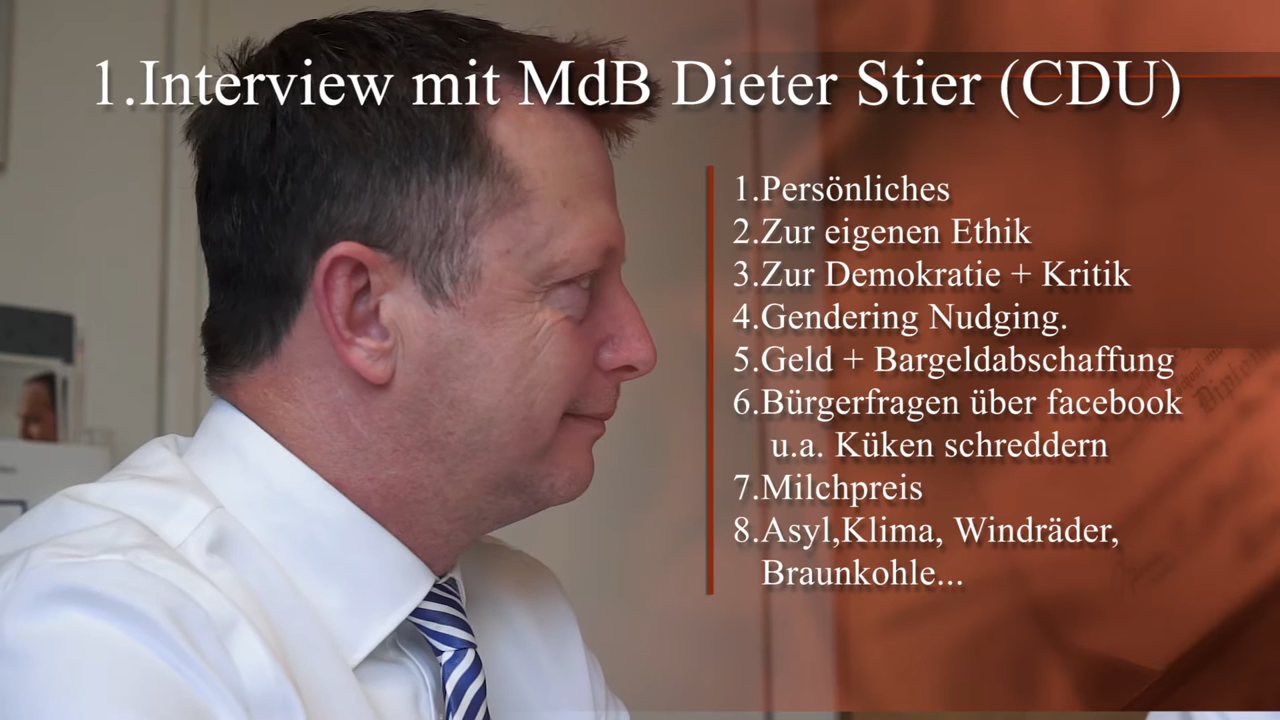 1.Interview mit MdB Dieter Stier (CDU)
1.Persönliches
2.Zur eigenen Ethik
3.Zur Demokratie + Kritik
4.Gendering Nudging.
5.Geld + Bargeldabschaffung
6.Bürgerfragen über facebook
u.a. Küken schreddern
7.Milchpreis
8.Asyl,Klima, Windräder,
Braunkohle...